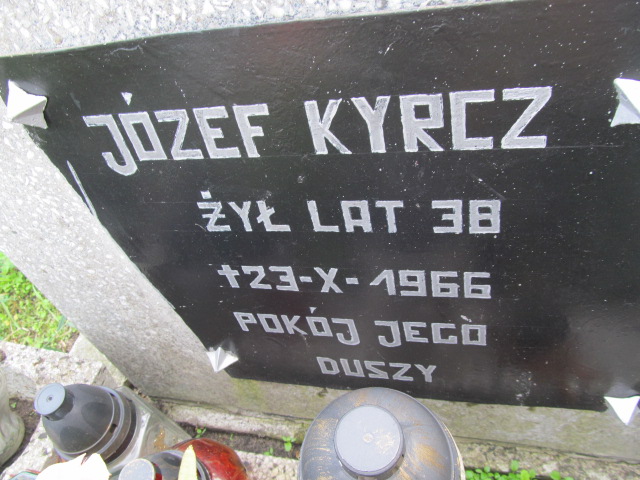 JÓZEF KYRCZ
ŻYŁ LAT 38
†23-X-1966
POKÓJ JEGO
DUSZY